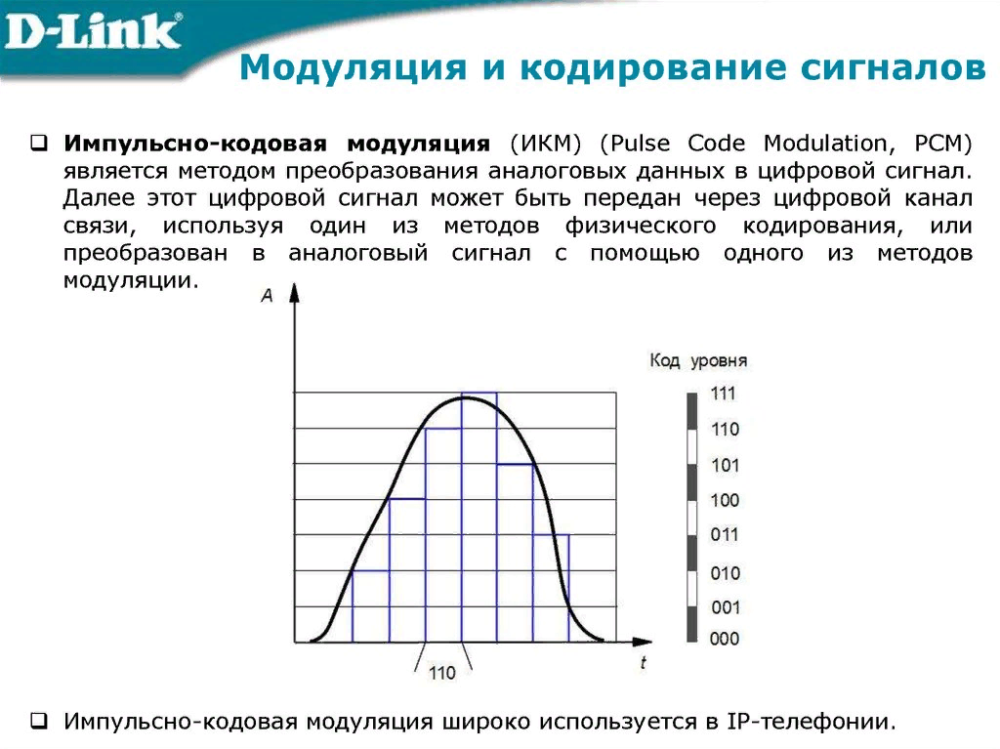 D-Link®
Модуляция и кодирование сигналов
❑ Импульсно-кодовая модуляция (ИКМ) (Pulse Code Modulation, PCM)
является методом преобразования аналоговых данных в цифровой сигнал.
Далее этот цифровой сигнал может быть передан через цифровой канал
связи, используя один из методов физического кодирования, или
преобразован в аналоговый сигнал с помощью одного из методов
модуляции.
A
Код уровня
111
110
101
100
011
010
001
000
t
110
❑ Импульсно-кодовая модуляция широко используется в IP-телефонии.